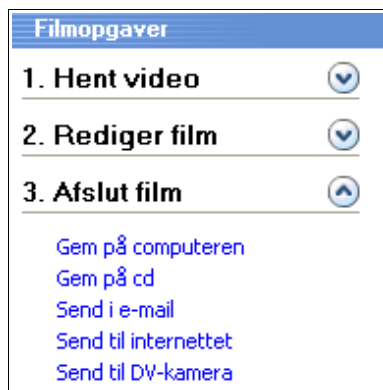 Filmopgaver
1. Hent video
2. Rediger film
3. Afslut film
Gem på computeren
Gem på cd
Send i e-mail
Send til internettet
Send til DV-kamera